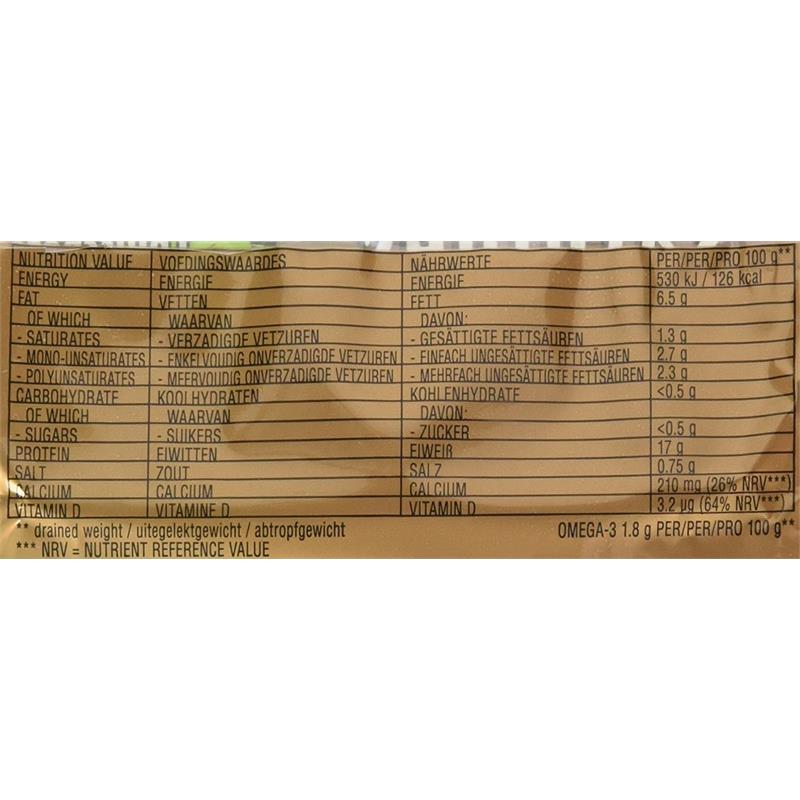 NUTRITION VALUE VOEDINGSWAARDES NÄHRWERTE PER/PER/PRO 100 g**
ENERGY ENERGIE ENERGIE 530 kJ / 126 kcal
FAT VETTEN FETT 6.5 g
OF WHICH WAARVAN DAVON:
- SATURATES - VERZADIGDE VETZUREN - GESÄTTIGTE FETTSÄUREN 1.3 g
- MONO-UNSATURATES - ENKELVOUDIG ONVERZADIGDE VETZUREN - EINFACH UNGESÄTTIGTE FETTSÄUREN 2.7 g
- POLYUNSATURATES - MEERVOUDIG ONVERZADIGDE VETZUREN - MEHRFACH UNGESÄTTIGTE FETTSÄUREN 2.3 g
CARBOHYDRATE KOOLHYDRATEN KOHLENHYDRATE <0.5 g
OF WHICH WAARVAN DAVON:
- SUGARS - SUIKERS - ZUCKER <0.5 g
PROTEIN EIWITTEN EIWEIß 17 g
SALT ZOUT SALZ 0.75 g
CALCIUM CALCIUM CALCIUM 210 mg (26% NRV***)
VITAMIN D VITAMINE D VITAMIN D 3.2 µg (64% NRV***)
** drained weight / uitegelektgewicht / abtropfgewicht OMEGA-3 1.8 g PER/PER/PRO 100 g**
*** NRV = NUTRIENT REFERENCE VALUE